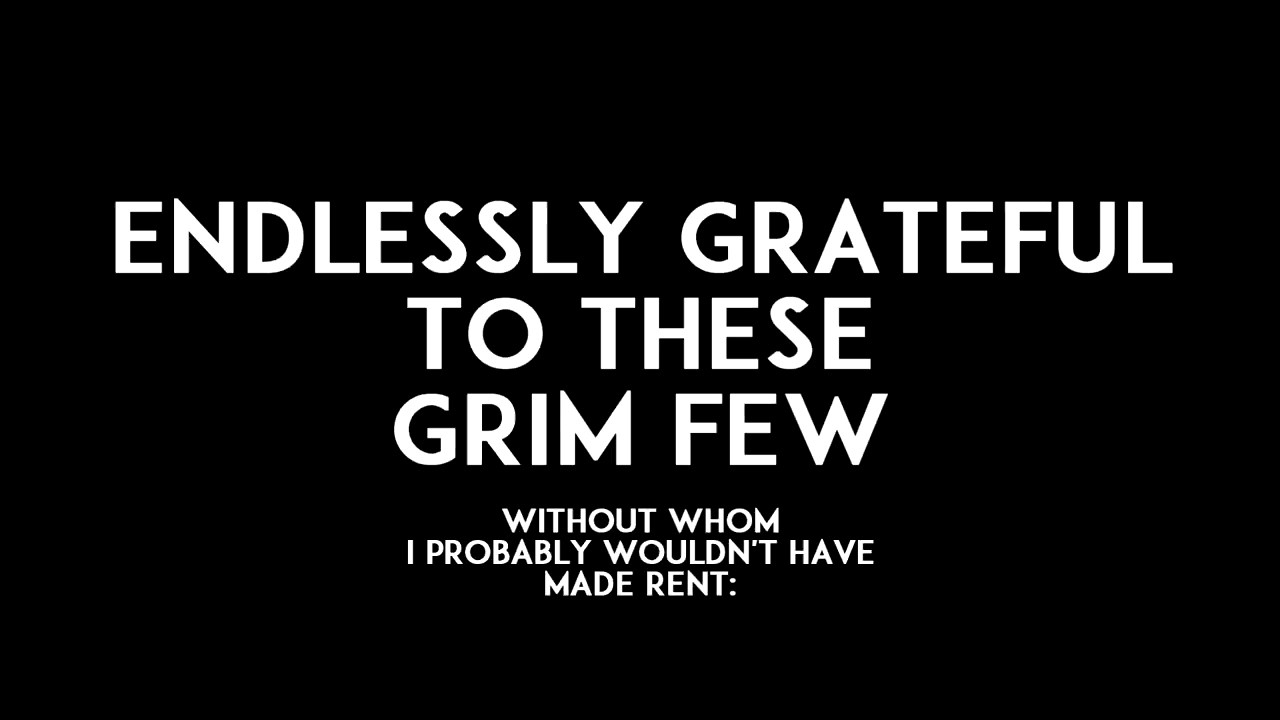 ENDLESSLY GRATEFUL
TO THESE
GRIM FEW
WITHOUT WHOM
I PROBABLY WOULDN'T HAVE
MADE RENT: